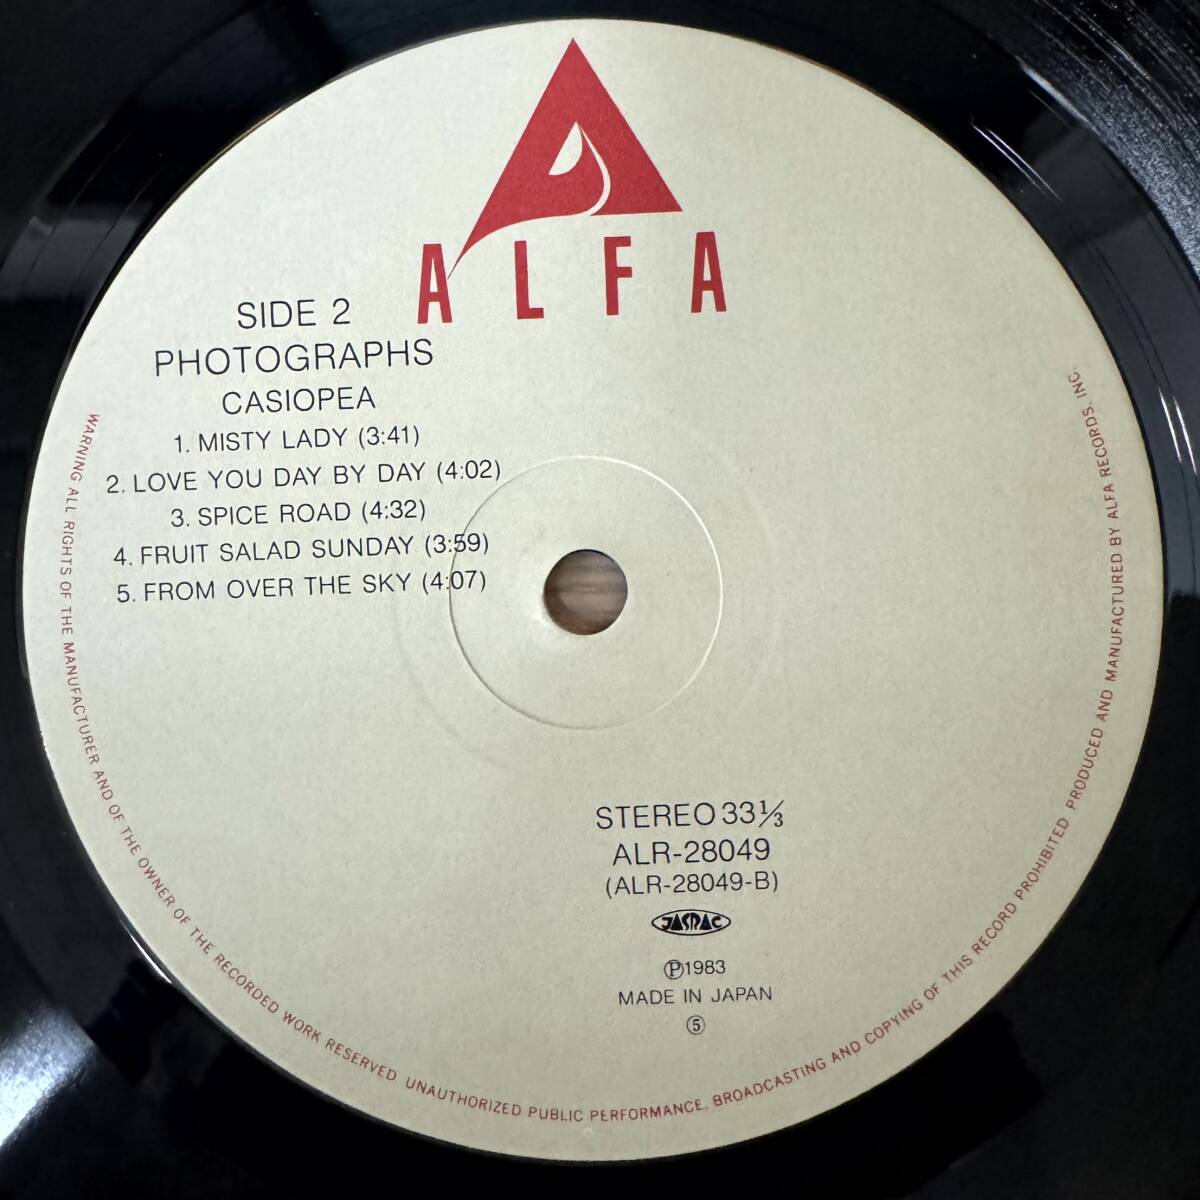 ALFA
SIDE 2
PHOTOGRAPHS
CASIOPEA
1. MISTY LADY (3:41)
2. LOVE YOU DAY BY DAY (4:02)
3. SPICE ROAD (4:32)
4. FRUIT SALAD SUNDAY (3:59)
5. FROM OVER THE SKY (4:07)
STEREO 33⅓
ALR-28049
(ALR-28049-B)
JASRAC
Ⓟ1983
MADE IN JAPAN
⑤
WARNING ALL RIGHTS OF THE MANUFACTURER AND OF THE OWNER OF THE RECORDED WORK RESERVED UNAUTHORIZED PUBLIC PERFORMANCE. BROADCASTING AND COPYING OF THIS RECORD PROHIBITED PRODUCED AND MANUFACTURED BY ALFA RECORDS. INC.